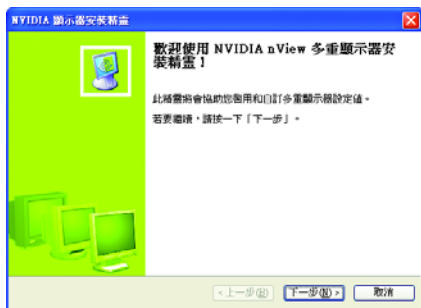 NVIDIA 顯示器安裝精靈
歡迎使用 NVIDIA nView 多重顯示器安
裝精靈！
此精靈將會協助您啟用和自訂多重顯示器設定值。
若要繼續，請按一下「下一步」。
<上一步(B)
下一步(N)>
取消